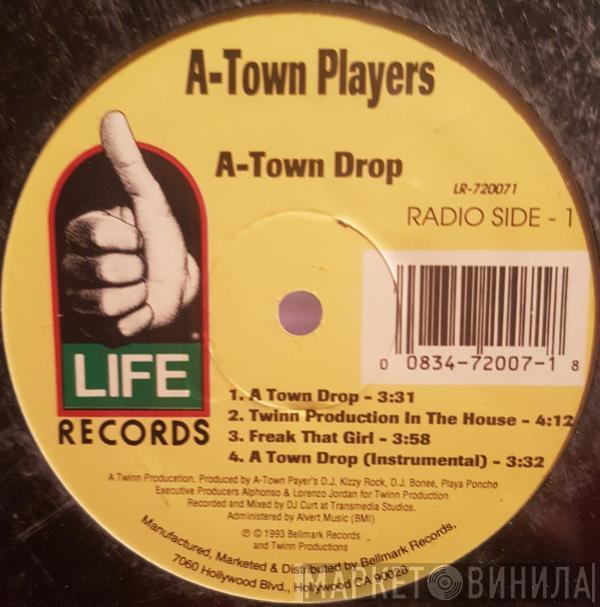 A-Town Players
A-Town Drop
LR-720071
RADIO SIDE - 1
LIFE
RECORDS
0 0834-72007-1 8
1. A Town Drop - 3:31
2. Twinn Production In The House - 4:12
3. Freak That Girl - 3:58
4. A Town Drop (Instrumental) - 3:32
A Twinn Producation. Produced by A-Town Payer's D.J. Kizzy Rock, D.J. Bonee, Playa Poncho
Executive Producers Alphonso & Lorenzo Jordan for Twinn Production
Recorded and Mixed by DJ Curt at Transmedia Studios.
Administered by Alvert Music (BMI)
℗ © 1993 Bellmark Records
and Twinn Productions
Manufactured, Marketed & Distributed by Bellmark Records,
7060 Hollywood Blvd., Hollywood CA 90028
МАРКЕТ ВИНИЛА